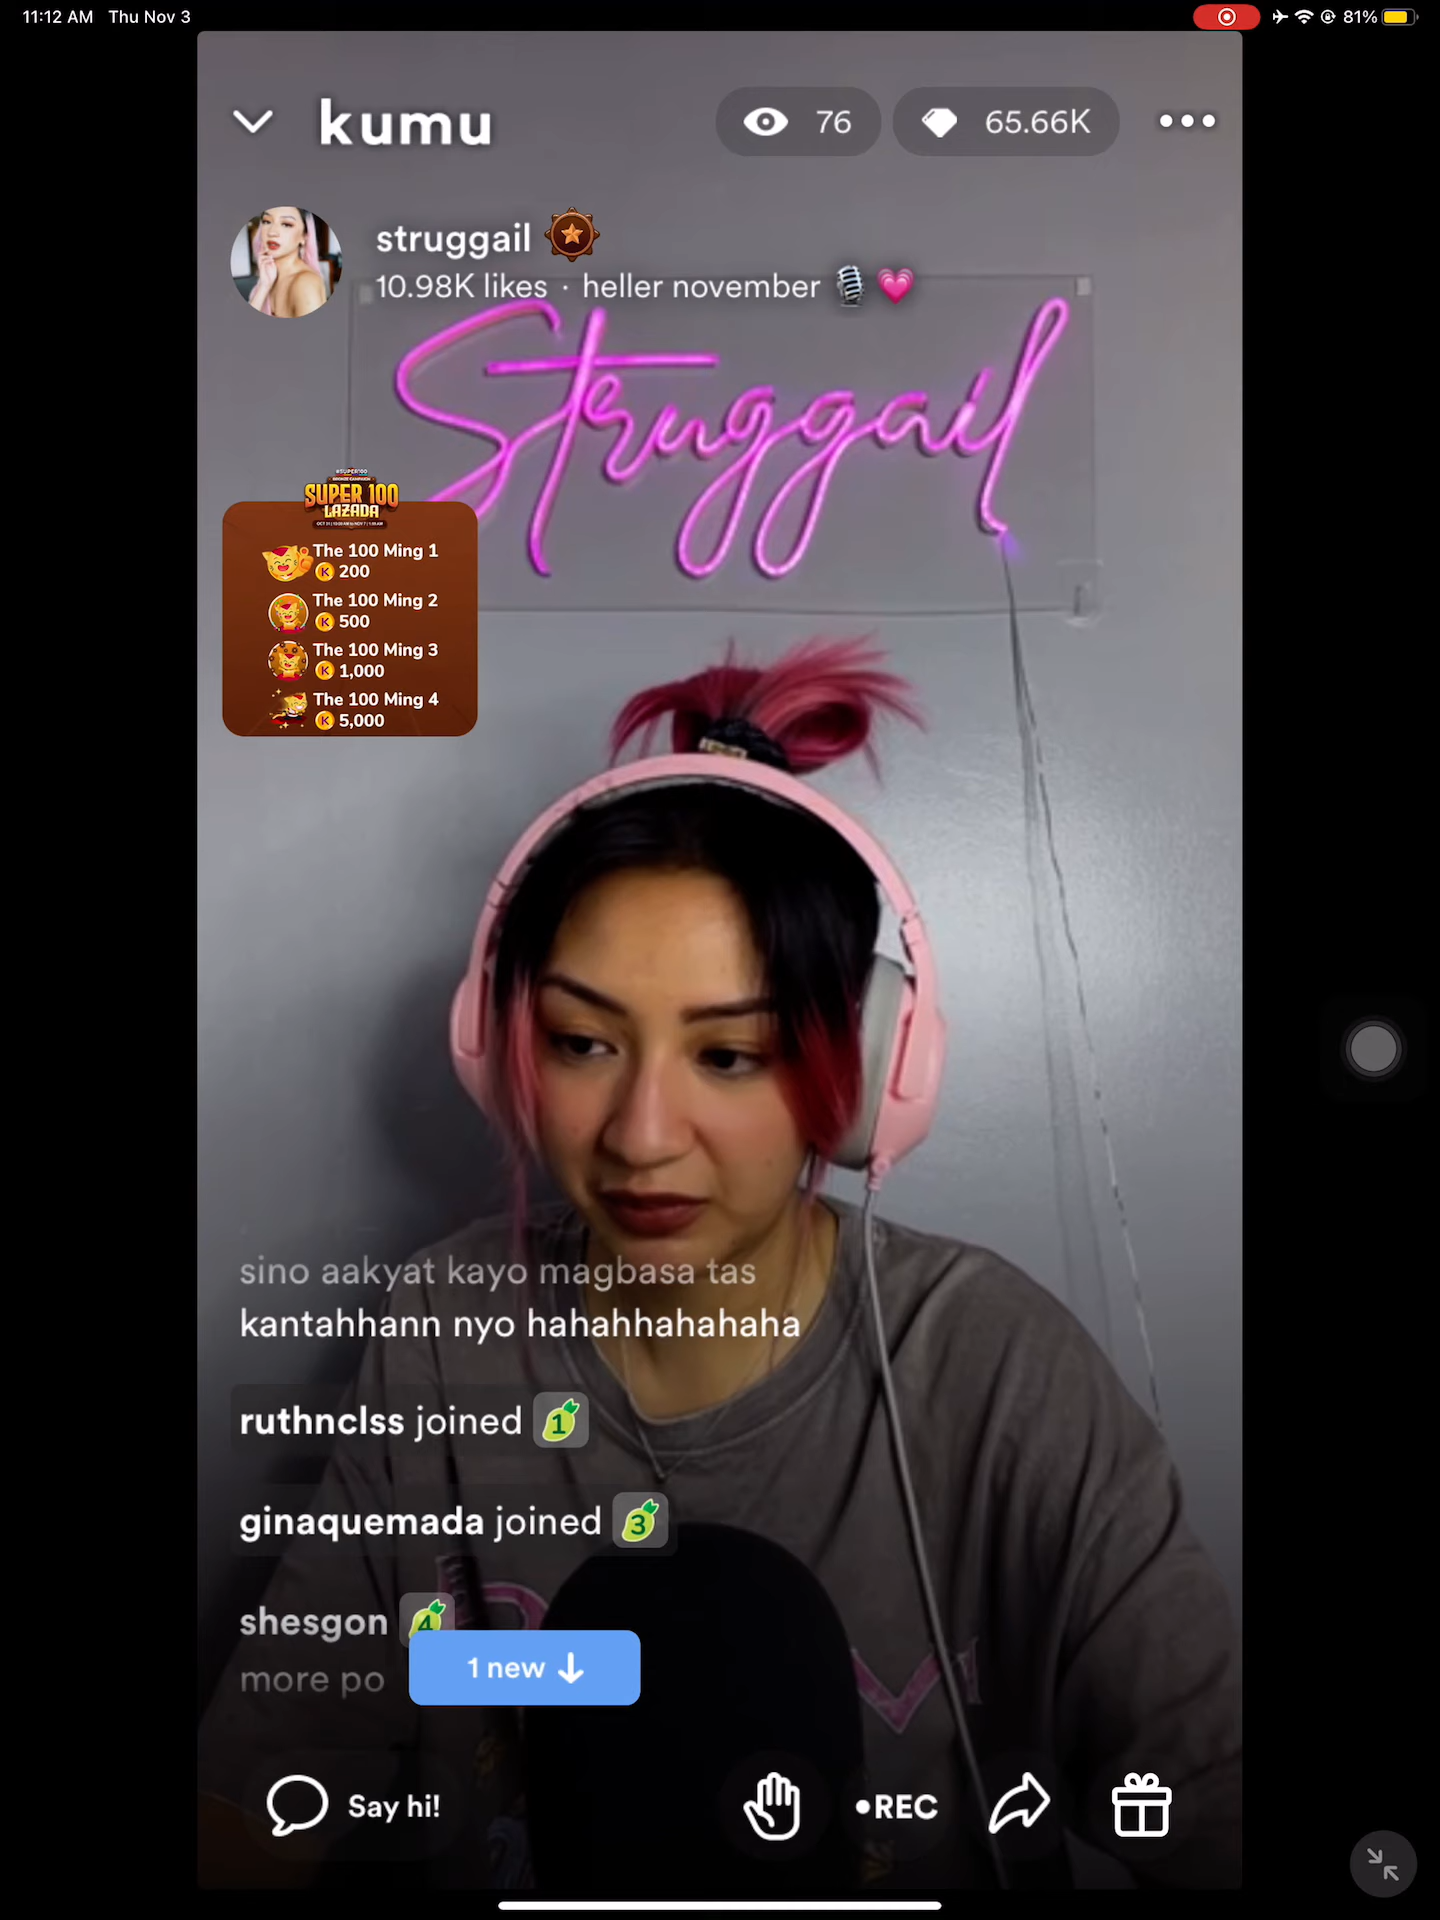 11:12 AM Thu Nov 3
81%
kumu
76
65.66K
struggail
10.98K likes · heller november
Struggail
#SUPER100
BRONZE CAMPAIGN
SUPER 100
LAZADA
The 100 Ming 1
K 200
The 100 Ming 2
K 500
The 100 Ming 3
K 1,000
The 100 Ming 4
K 5,000
sino aakyat kayo magbasa tas
kantahhann nyo hahahhahahaha
ruthnclss joined 1
ginaquemada joined 3
shesgon 4
more po
1 new
Say hi!
REC